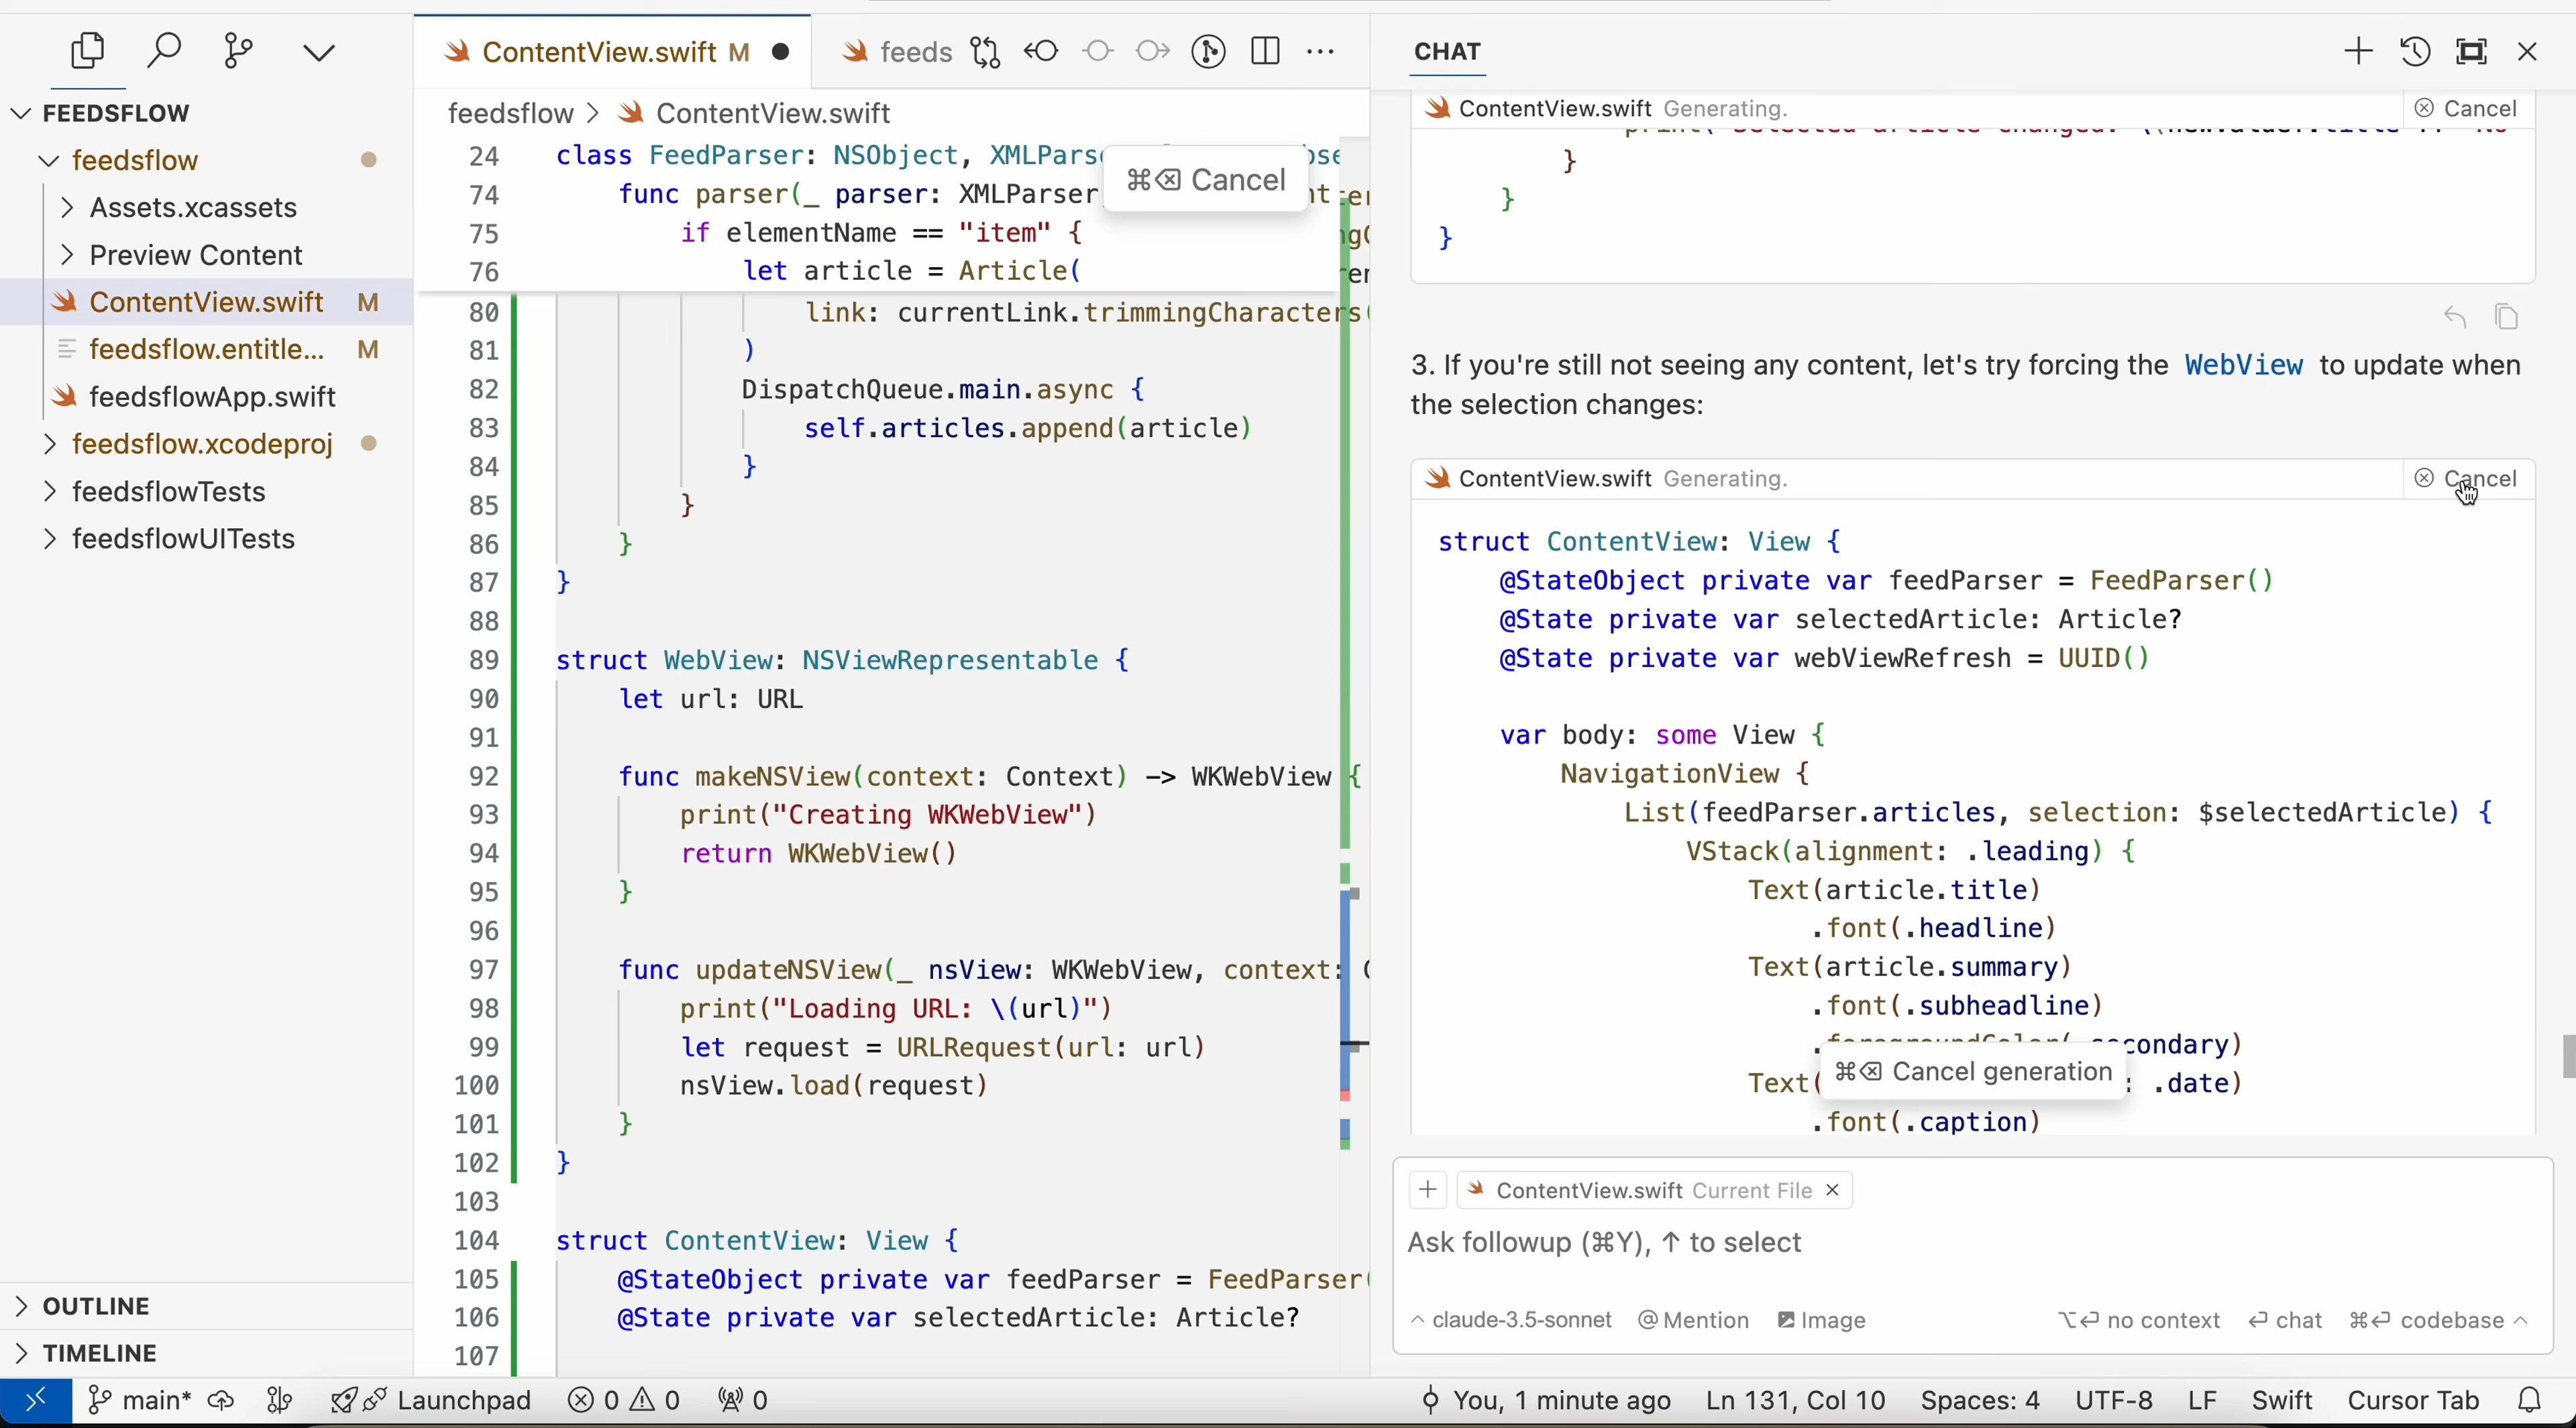 FEEDSFLOW
feedsflow
Assets.xcassets
Preview Content
ContentView.swift M
feedsflow.entitle... M
feedsflowApp.swift
feedsflow.xcodeproj
feedsflowTests
feedsflowUITests
OUTLINE
TIMELINE
ContentView.swift M
feeds
feedsflow > ContentView.swift
⌘⌫ Cancel
24 class FeedParser: NSObject, XMLPars
74 func parser(_ parser: XMLParser
75 if elementName == "item" {
76 let article = Article(
80 link: currentLink.trimmingCharacters(
81 )
82 DispatchQueue.main.async {
83 self.articles.append(article)
84 }
85 }
86 }
87 }
88
89 struct WebView: NSViewRepresentable {
90 let url: URL
91
92 func makeNSView(context: Context) -> WKWebView {
93 print("Creating WKWebView")
94 return WKWebView()
95 }
96
97 func updateNSView(_ nsView: WKWebView, context:
98 print("Loading URL: \(url)")
99 let request = URLRequest(url: url)
100 nsView.load(request)
101 }
102 }
103
104 struct ContentView: View {
105 @StateObject private var feedParser = FeedParser(
106 @State private var selectedArticle: Article?
107
CHAT
ContentView.swift Generating. Cancel
}
}
}
3. If you're still not seeing any content, let's try forcing the WebView to update when
the selection changes:
ContentView.swift Generating. Cancel
struct ContentView: View {
@StateObject private var feedParser = FeedParser()
@State private var selectedArticle: Article?
@State private var webViewRefresh = UUID()
var body: some View {
NavigationView {
List(feedParser.articles, selection: $selectedArticle) {
VStack(alignment: .leading) {
Text(article.title)
.font(.headline)
Text(article.summary)
.font(.subheadline)
.foregroundColor(.secondary)
Text( : .date)
.font(.caption)
⌘⌫ Cancel generation
+ ContentView.swift Current File ×
Ask followup (⌘Y), ↑ to select
^ claude-3.5-sonnet @ Mention Image ⌥⏎ no context ⏎ chat ⌘⏎ codebase ^
main* Launchpad 0 0 0 You, 1 minute ago Ln 131, Col 10 Spaces: 4 UTF-8 LF Swift Cursor Tab